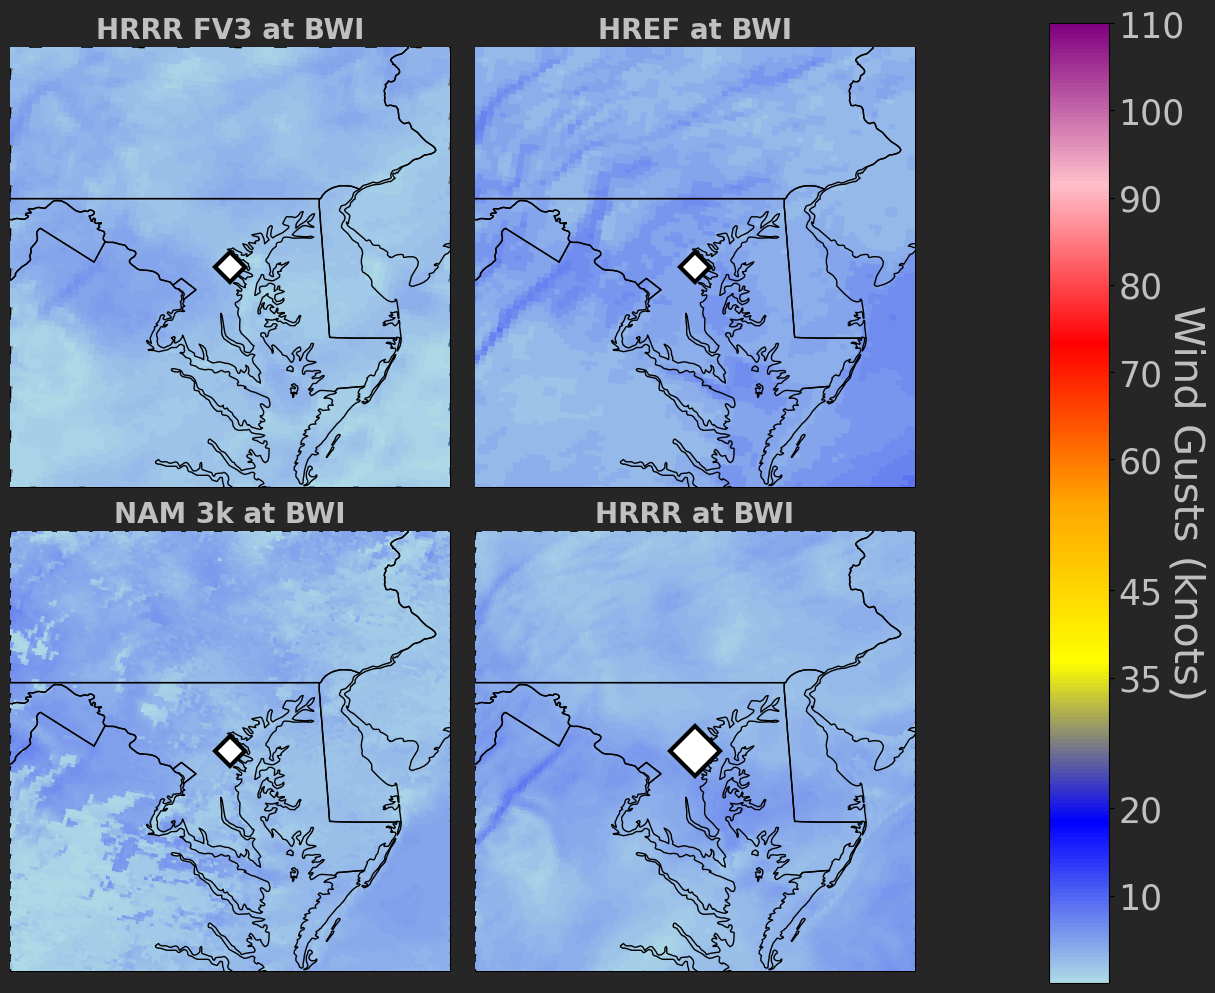 HRRR FV3 at BWI
HREF at BWI
NAM 3k at BWI
HRRR at BWI
110
100
90
80
70
60
45
35
20
10
Wind Gusts (knots)